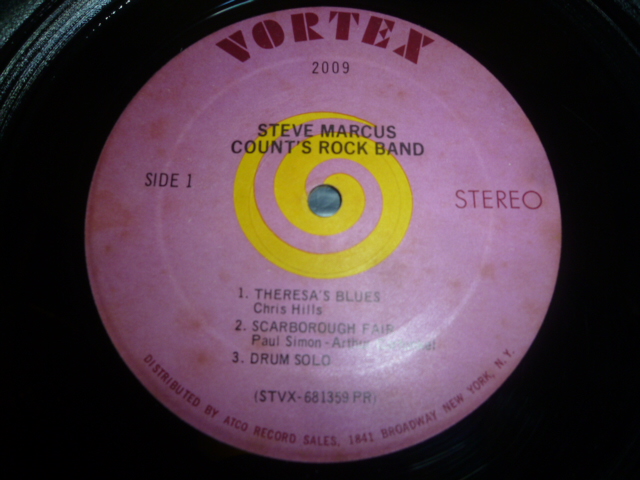 VORTEX
2009
STEVE MARCUS
COUNT'S ROCK BAND
SIDE 1
STEREO
1. THERESA'S BLUES
Chris Hills
2. SCARBOROUGH FAIR
Paul Simon -
3. DRUM SOLO
(STVX-681359 PR)
DISTRIBUTED BY ATCO RECORD SALES, 1841 BROADWAY NEW YORK, N.Y.